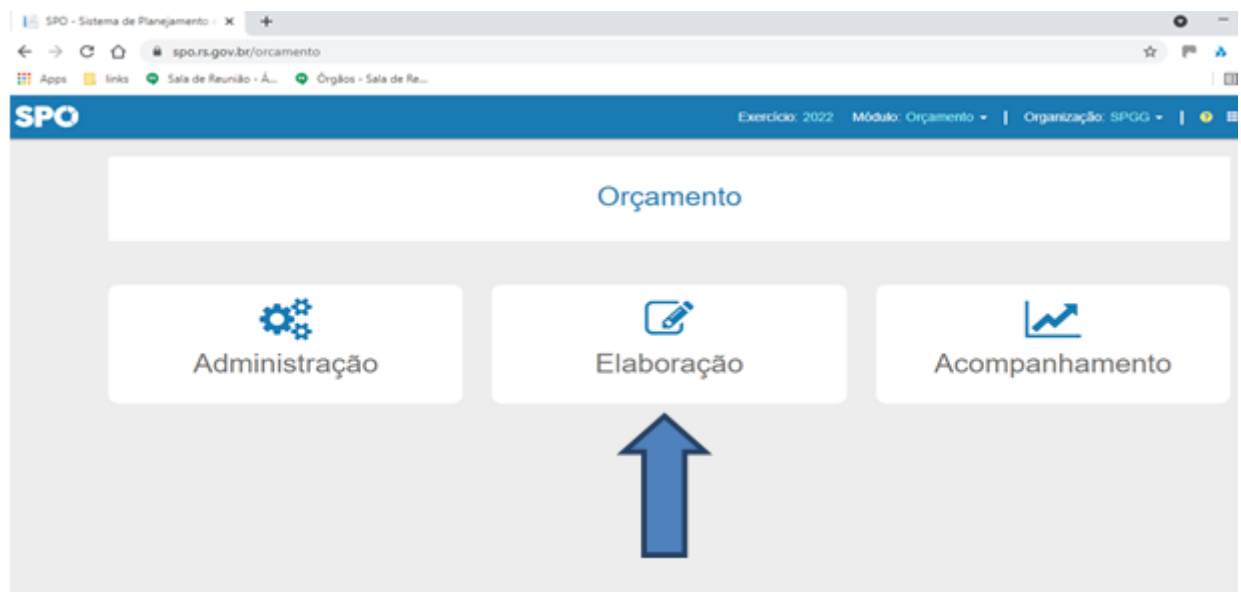 SPO - Sistema de Planejamento
spo.rs.gov.br/orcamento
Apps links Sala de Reunião - Á... Órgãos - Sala de Re...
SPO Exercício: 2022 Módulo: Orçamento | Organização: SPGG |
Orçamento
Administração Elaboração Acompanhamento